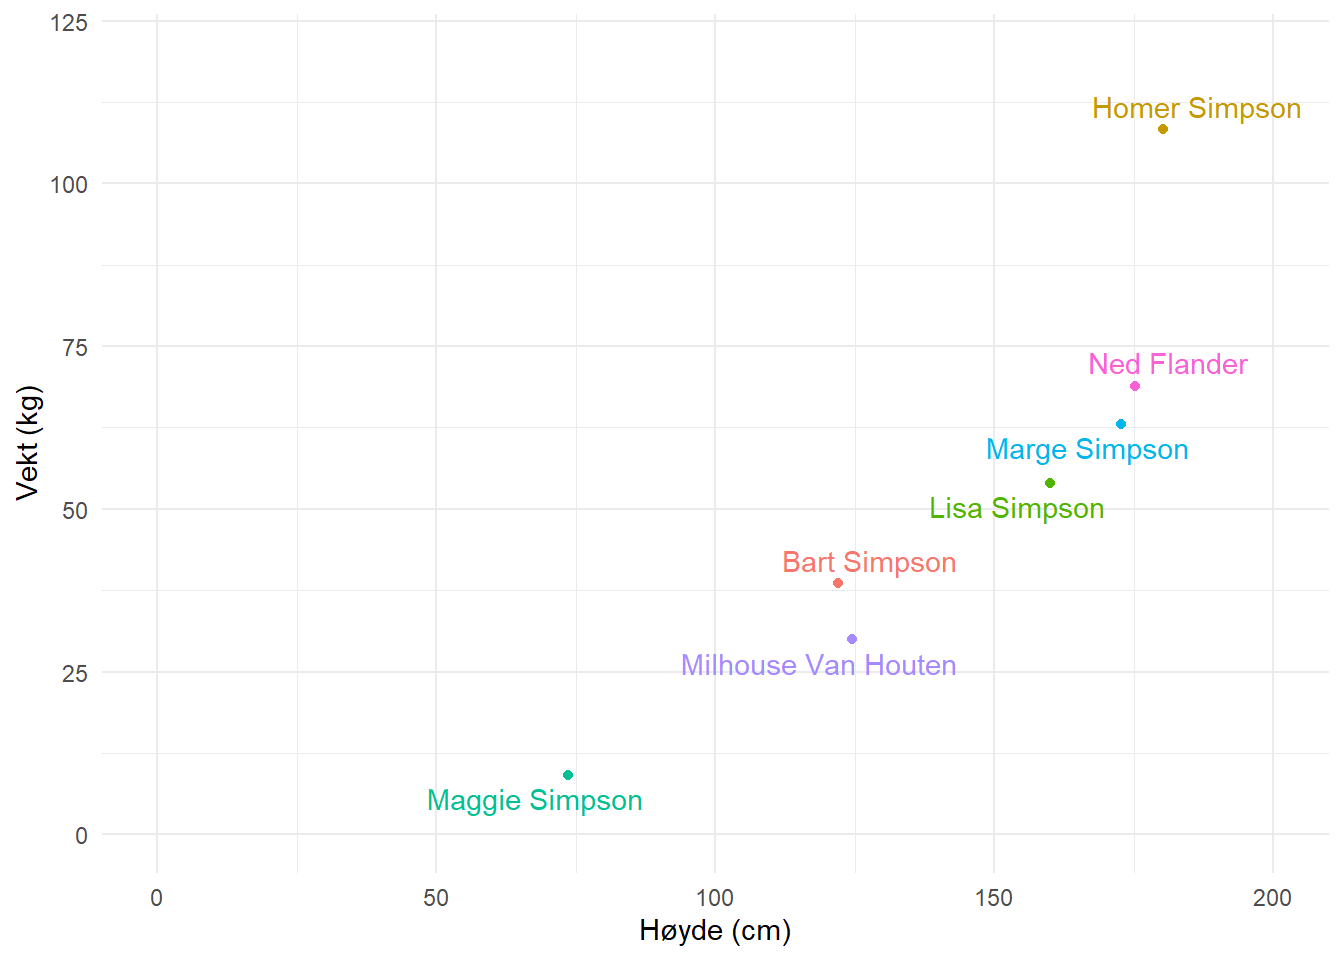 125
Homer Simpson
100
75
Ned Flander
Vekt (kg)
Marge Simpson
50
Lisa Simpson
Bart Simpson
25
Milhouse Van Houten
Maggie Simpson
0
0 50 100 150 200
Høyde (cm)